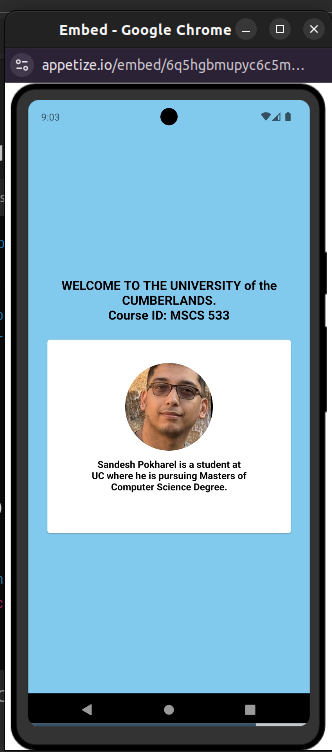 Embed - Google Chrome
appetize.io/embed/6q5hgbmupyc6c5m...
9:03
WELCOME TO THE UNIVERSITY of the
CUMBERLANDS.
Course ID: MSCS 533
Sandesh Pokharel is a student at
UC where he is pursuing Masters of
Computer Science Degree.